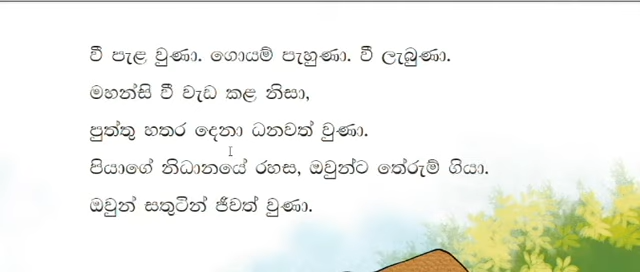 වී පැළ වුණා. ගොයම් පැහුණා. වී ලැබුණා.
මහන්සි වී වැඩ කළ නිසා,
පුත්තු හතර දෙනා ධනවත් වුණා.
පියාගේ නිධානයේ රහස, ඔවුන්ට තේරුම් ගියා.
ඔවුන් සතුටින් ජීවත් වුණා.